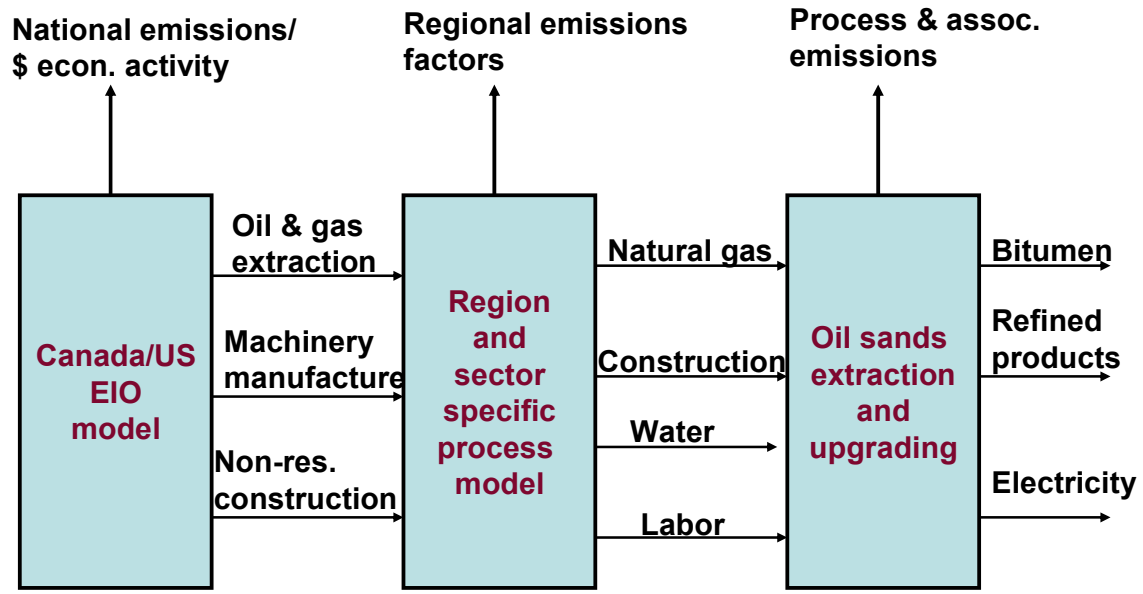 National emissions/
$ econ. activity
Regional emissions
factors
Process & assoc.
emissions
Canada/US
EIO
model
Oil & gas
extraction
Machinery
manufacture
Non-res.
construction
Region
and
sector
specific
process
model
Natural gas
Construction
Water
Labor
Oil sands
extraction
and
upgrading
Bitumen
Refined
products
Electricity